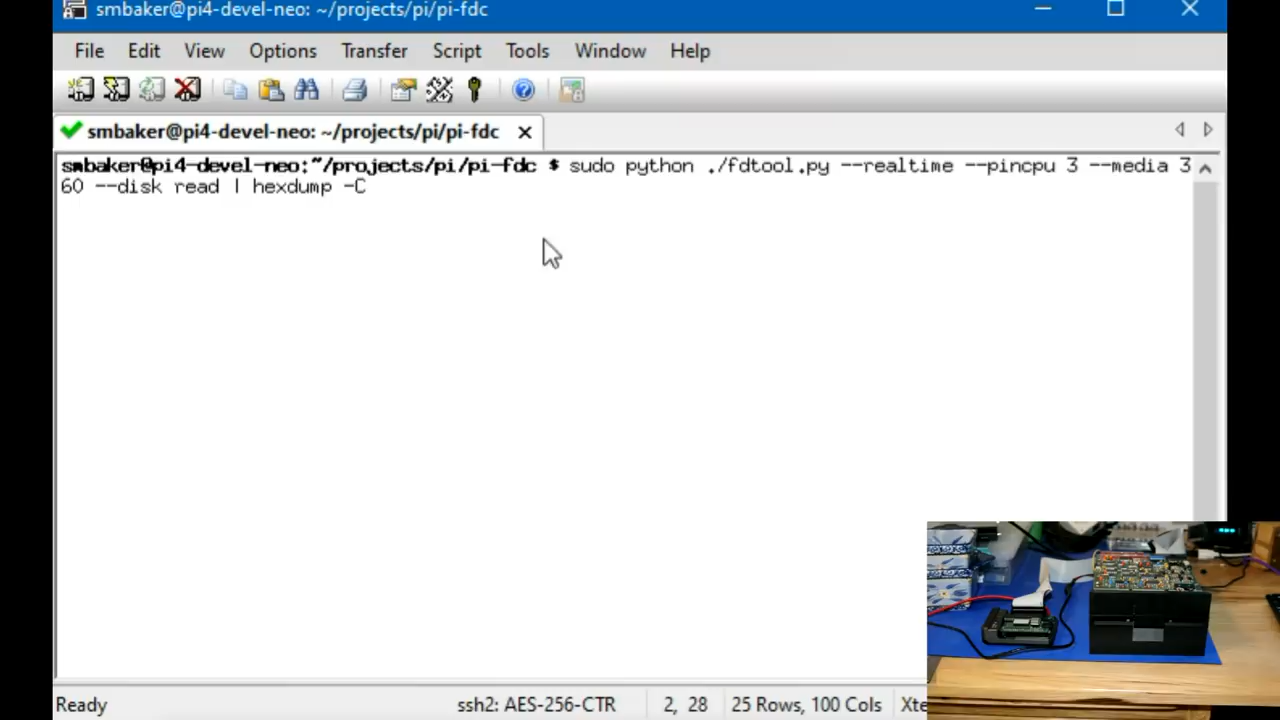 smbaker@pi4-devel-neo: ~/projects/pi/pi-fdc
File Edit View Options Transfer Script Tools Window Help
smbaker@pi4-devel-neo: ~/projects/pi/pi-fdc
smbaker@pi4-devel-neo:~/projects/pi/pi-fdc $ sudo python ./fdtool.py --realtime --pincpu 3 --media 3
60 --disk read | hexdump -C
Ready ssh2: AES-256-CTR 2, 28 25 Rows, 100 Cols Xte